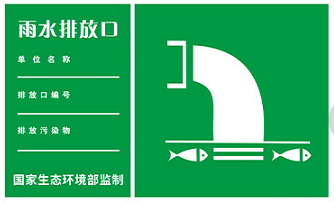 雨水排放口
单位名称
排放口编号
排放污染物
国家生态环境部监制